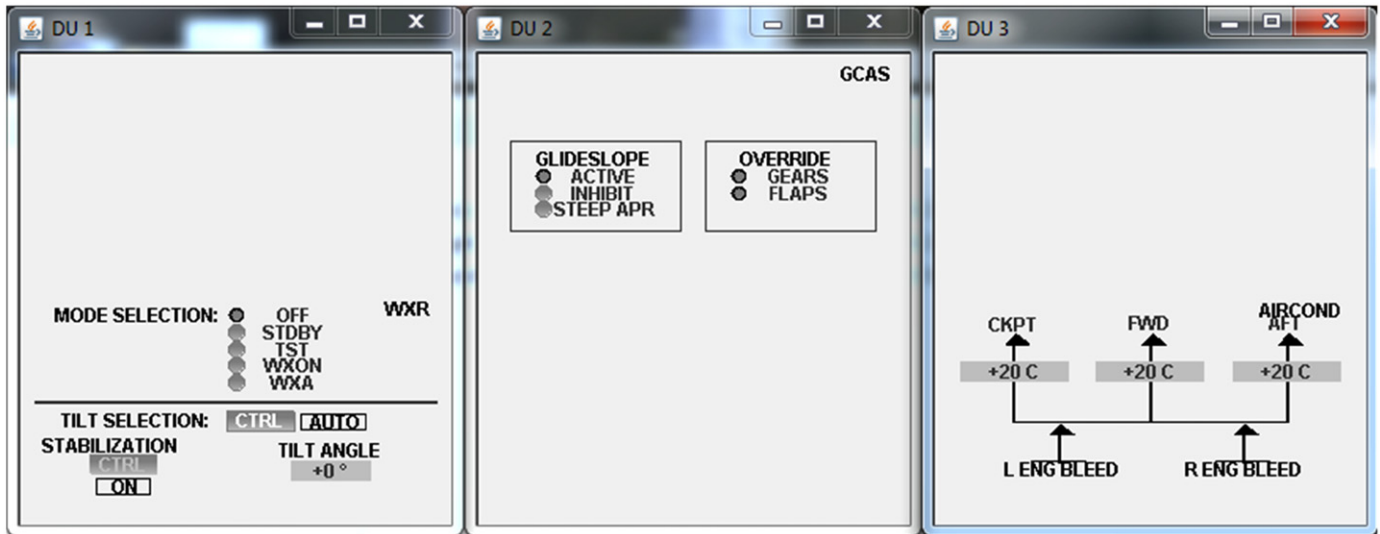 DU 1
WXR
MODE SELECTION: OFF
STDBY
TST
WXON
WXA
TILT SELECTION: CTRL AUTO
STABILIZATION
CTRL
ON
TILT ANGLE
+0 °
DU 2
GCAS
GLIDESLOPE
ACTIVE
INHIBIT
STEEP APR
OVERRIDE
GEARS
FLAPS
DU 3
AIRCOND
CKPT FWD AFT
+20 C +20 C +20 C
L ENG BLEED R ENG BLEED